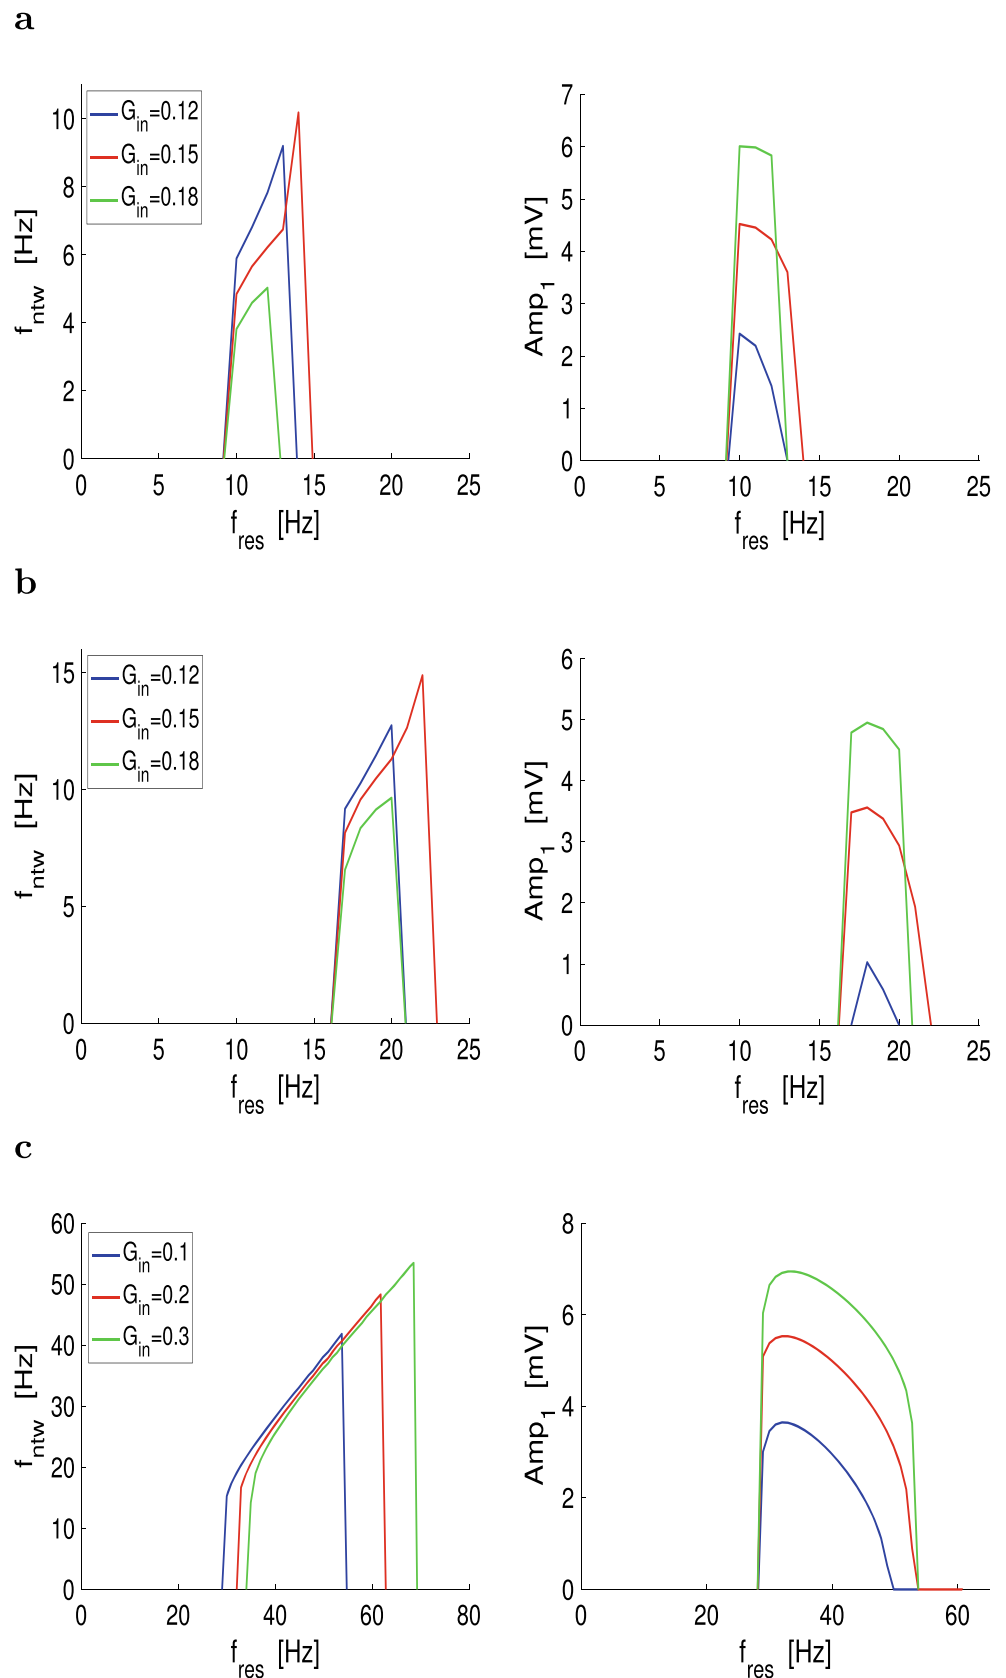 a
G_in=0.12
G_in=0.15
G_in=0.18
f_ntw [Hz]
10
8
6
4
2
0
0 5 10 15 20 25
f_res [Hz]
Amp_1 [mV]
7
6
5
4
3
2
1
0
0 5 10 15 20 25
f_res [Hz]
b
G_in=0.12
G_in=0.15
G_in=0.18
f_ntw [Hz]
15
10
5
0
0 5 10 15 20 25
f_res [Hz]
Amp_1 [mV]
6
5
4
3
2
1
0
0 5 10 15 20 25
f_res [Hz]
c
G_in=0.1
G_in=0.2
G_in=0.3
f_ntw [Hz]
60
50
40
30
20
10
0
0 20 40 60 80
f_res [Hz]
Amp_1 [mV]
8
6
4
2
0
0 20 40 60
f_res [Hz]